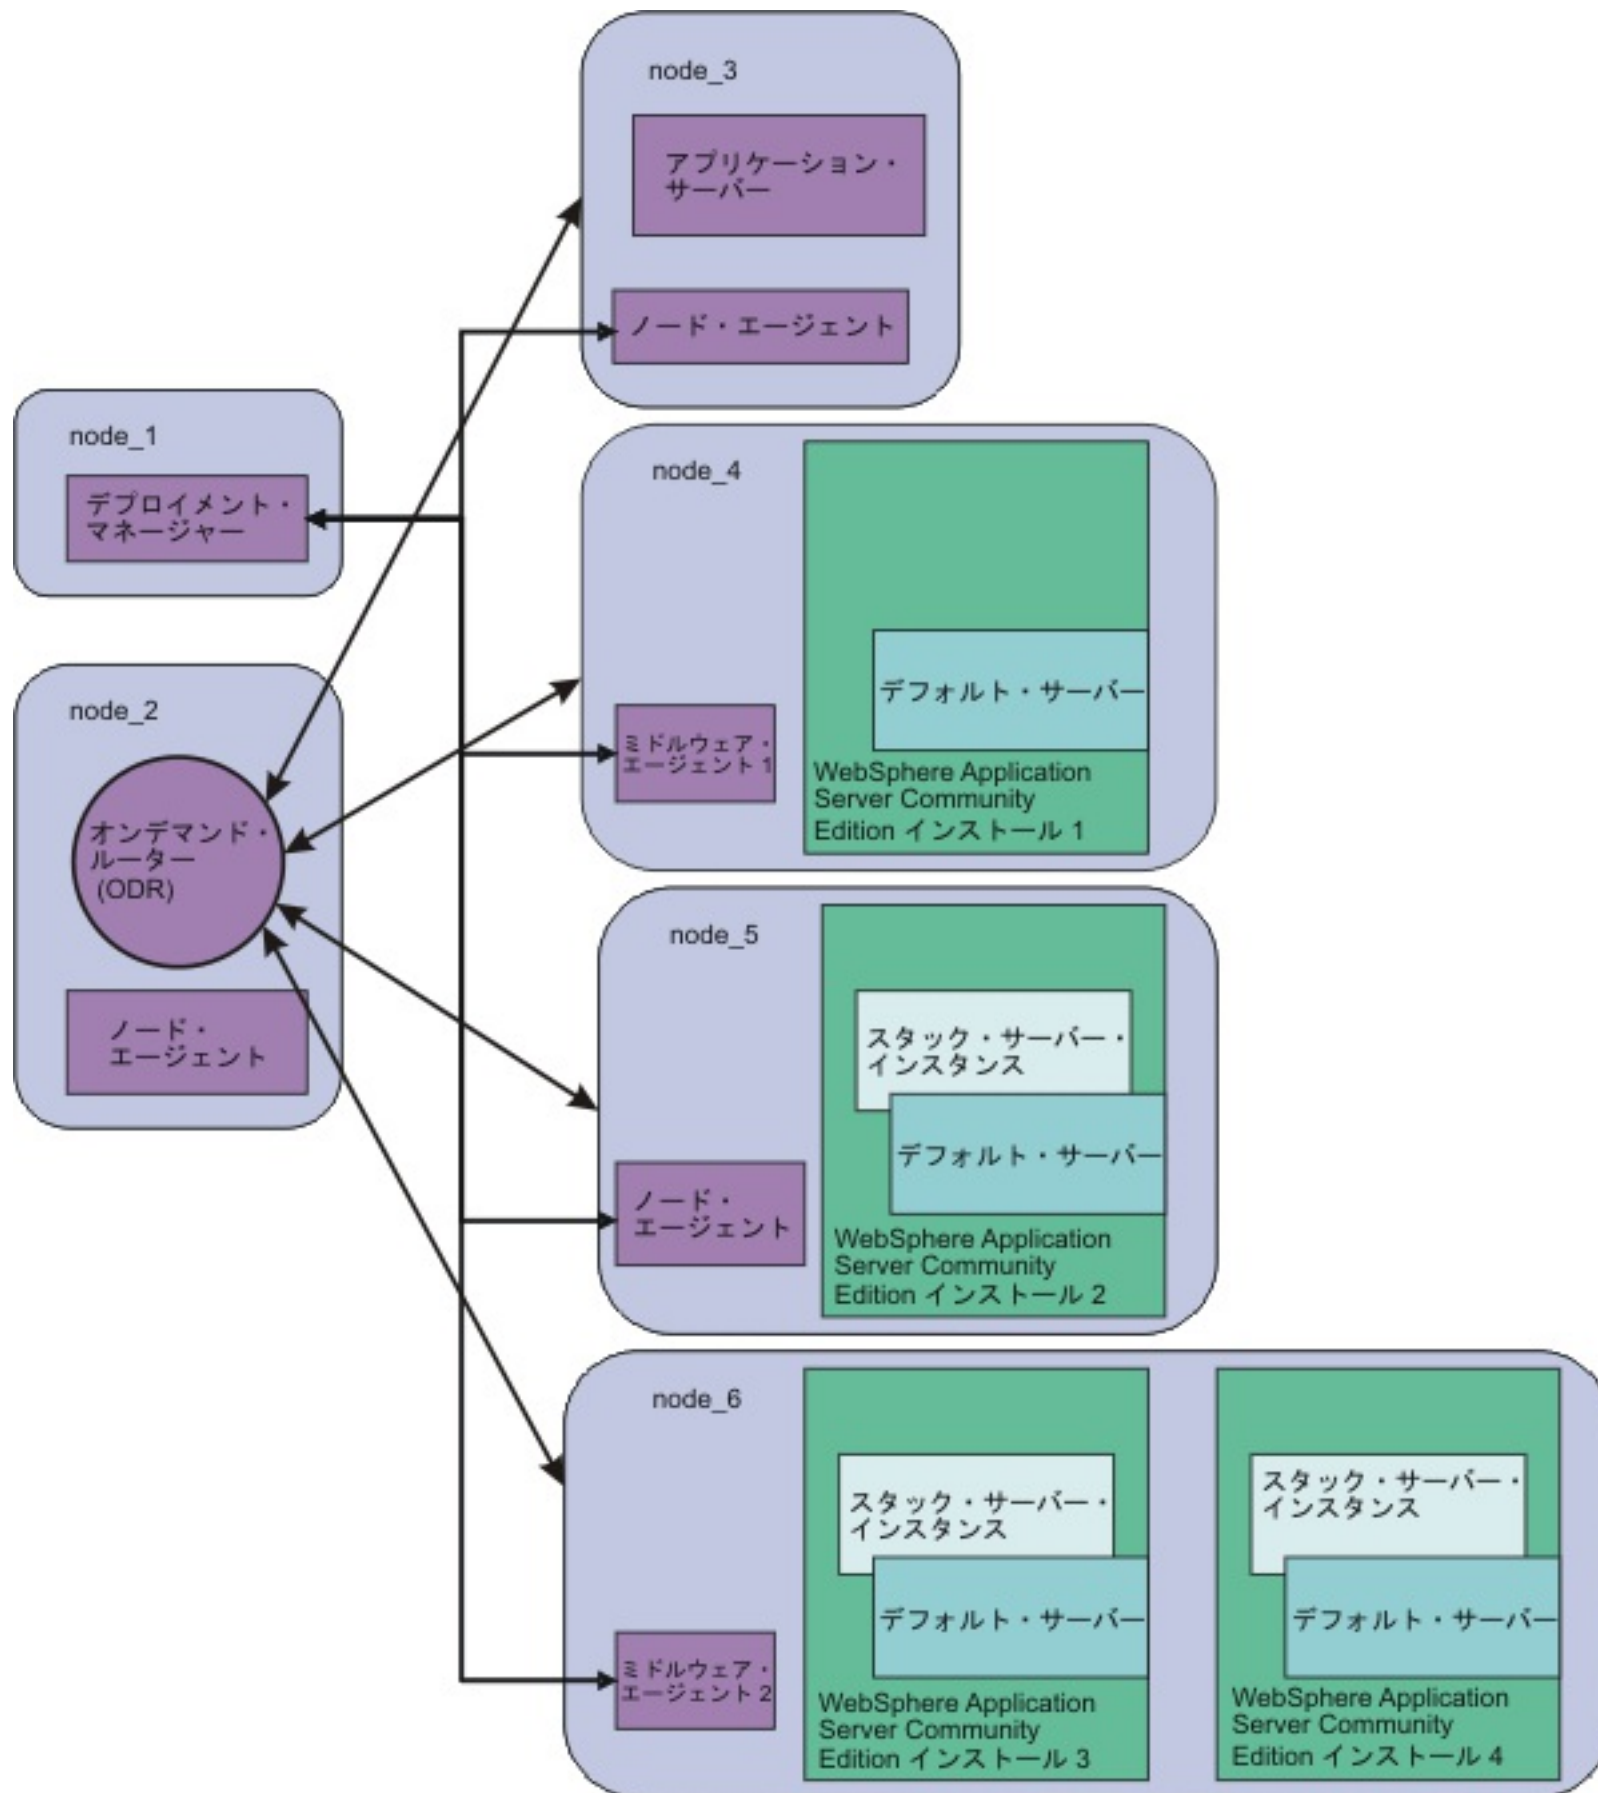 node_3
アプリケーション・
サーバー
ノード・エージェント
node_1
デプロイメント・
マネージャー
node_2
オンデマンド・
ルーター
(ODR)
ノード・
エージェント
node_4
デフォルト・サーバー
ミドルウェア・
エージェント 1
WebSphere Application
Server Community
Edition インストール 1
node_5
スタック・サーバー・
インスタンス
デフォルト・サーバー
ノード・
エージェント
WebSphere Application
Server Community
Edition インストール 2
node_6
スタック・サーバー・
インスタンス
デフォルト・サーバー
ミドルウェア・
エージェント 2
WebSphere Application
Server Community
Edition インストール 3
スタック・サーバー・
インスタンス
デフォルト・サーバー
WebSphere Application
Server Community
Edition インストール 4